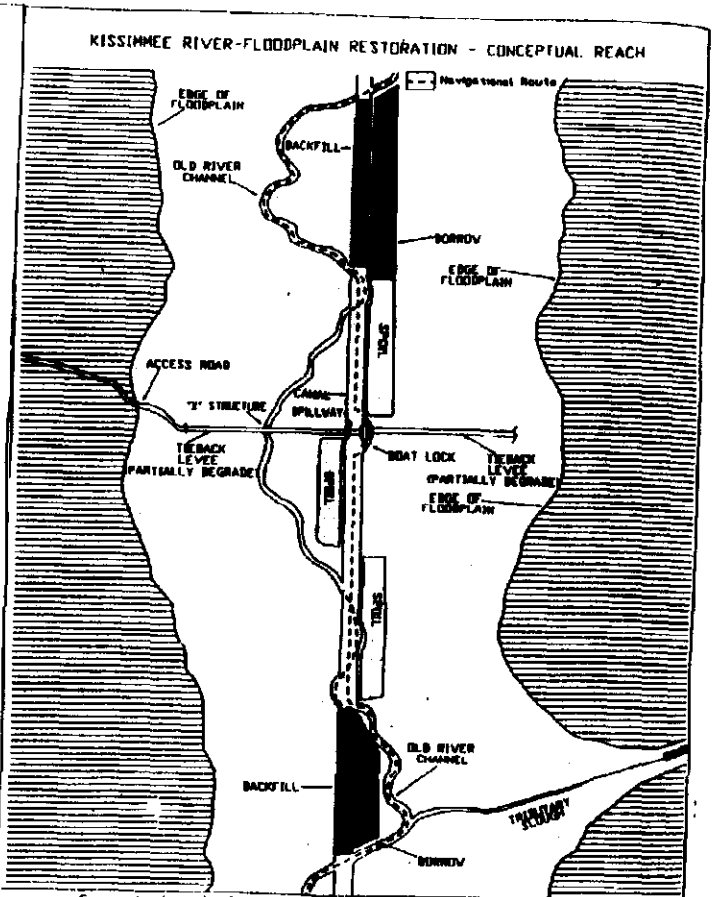 KISSIMMEE RIVER-FLOODPLAIN RESTORATION - CONCEPTUAL REACH
Navigational Route
EDGE OF
FLOODPLAIN
BACKFILL
OLD RIVER
CHANNEL
BORROW
EDGE OF
FLOODPLAIN
SPOIL
ACCESS ROAD
CANAL
"X" STRUCTURE
SPILLWAY
TIEBACK
LEVEE
(PARTIALLY DEGRADE)
BOAT LOCK
TIEBACK
LEVEE
(PARTIALLY DEGRADE)
SPOIL
EDGE OF
FLOODPLAIN
SPOIL
OLD RIVER
CHANNEL
BACKFILL
TRIBUTARY
SLOUGH
BORROW